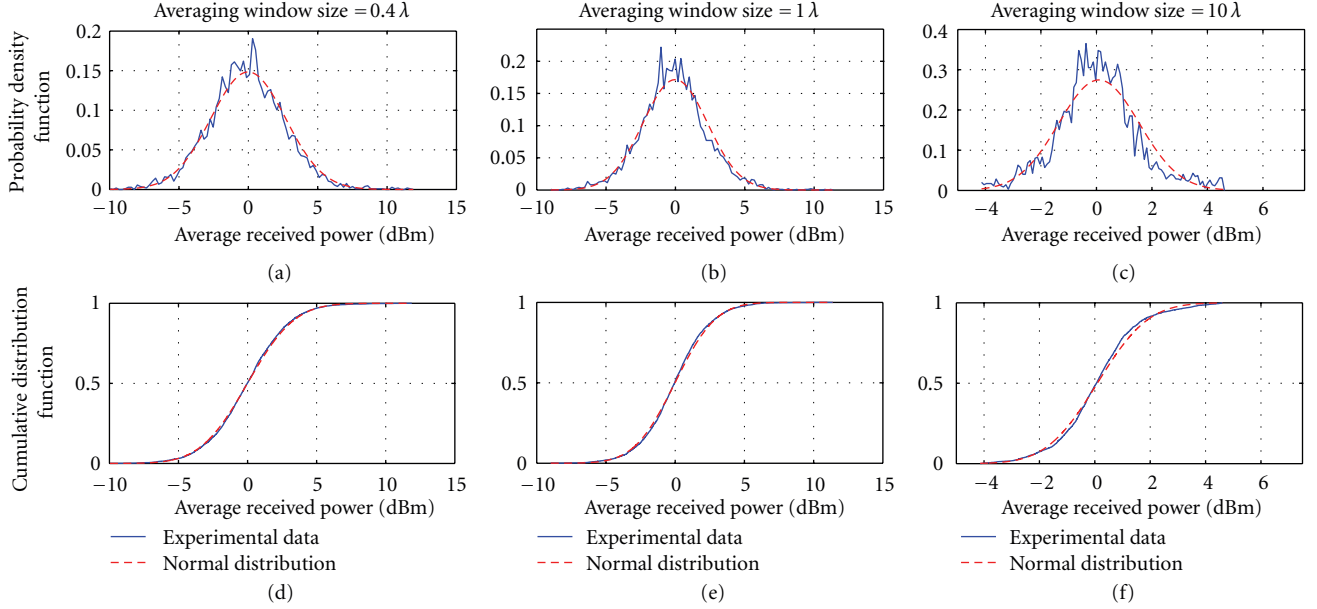 Averaging window size = 0.4 λ
Probability density
function
0.2
0.15
0.1
0.05
0
−10 −5 0 5 10 15
Average received power (dBm)
(a)
Averaging window size = 1 λ
0.2
0.15
0.1
0.05
0
−10 −5 0 5 10 15
Average received power (dBm)
(b)
Averaging window size = 10 λ
0.4
0.3
0.2
0.1
0
−4 −2 0 2 4 6
Average received power (dBm)
(c)
Cumulative distribution
function
1
0.5
0
−10 −5 0 5 10 15
Average received power (dBm)
Experimental data
Normal distribution
(d)
1
0.5
0
−10 −5 0 5 10 15
Average received power (dBm)
Experimental data
Normal distribution
(e)
1
0.5
0
−4 −2 0 2 4 6
Average received power (dBm)
Experimental data
Normal distribution
(f)